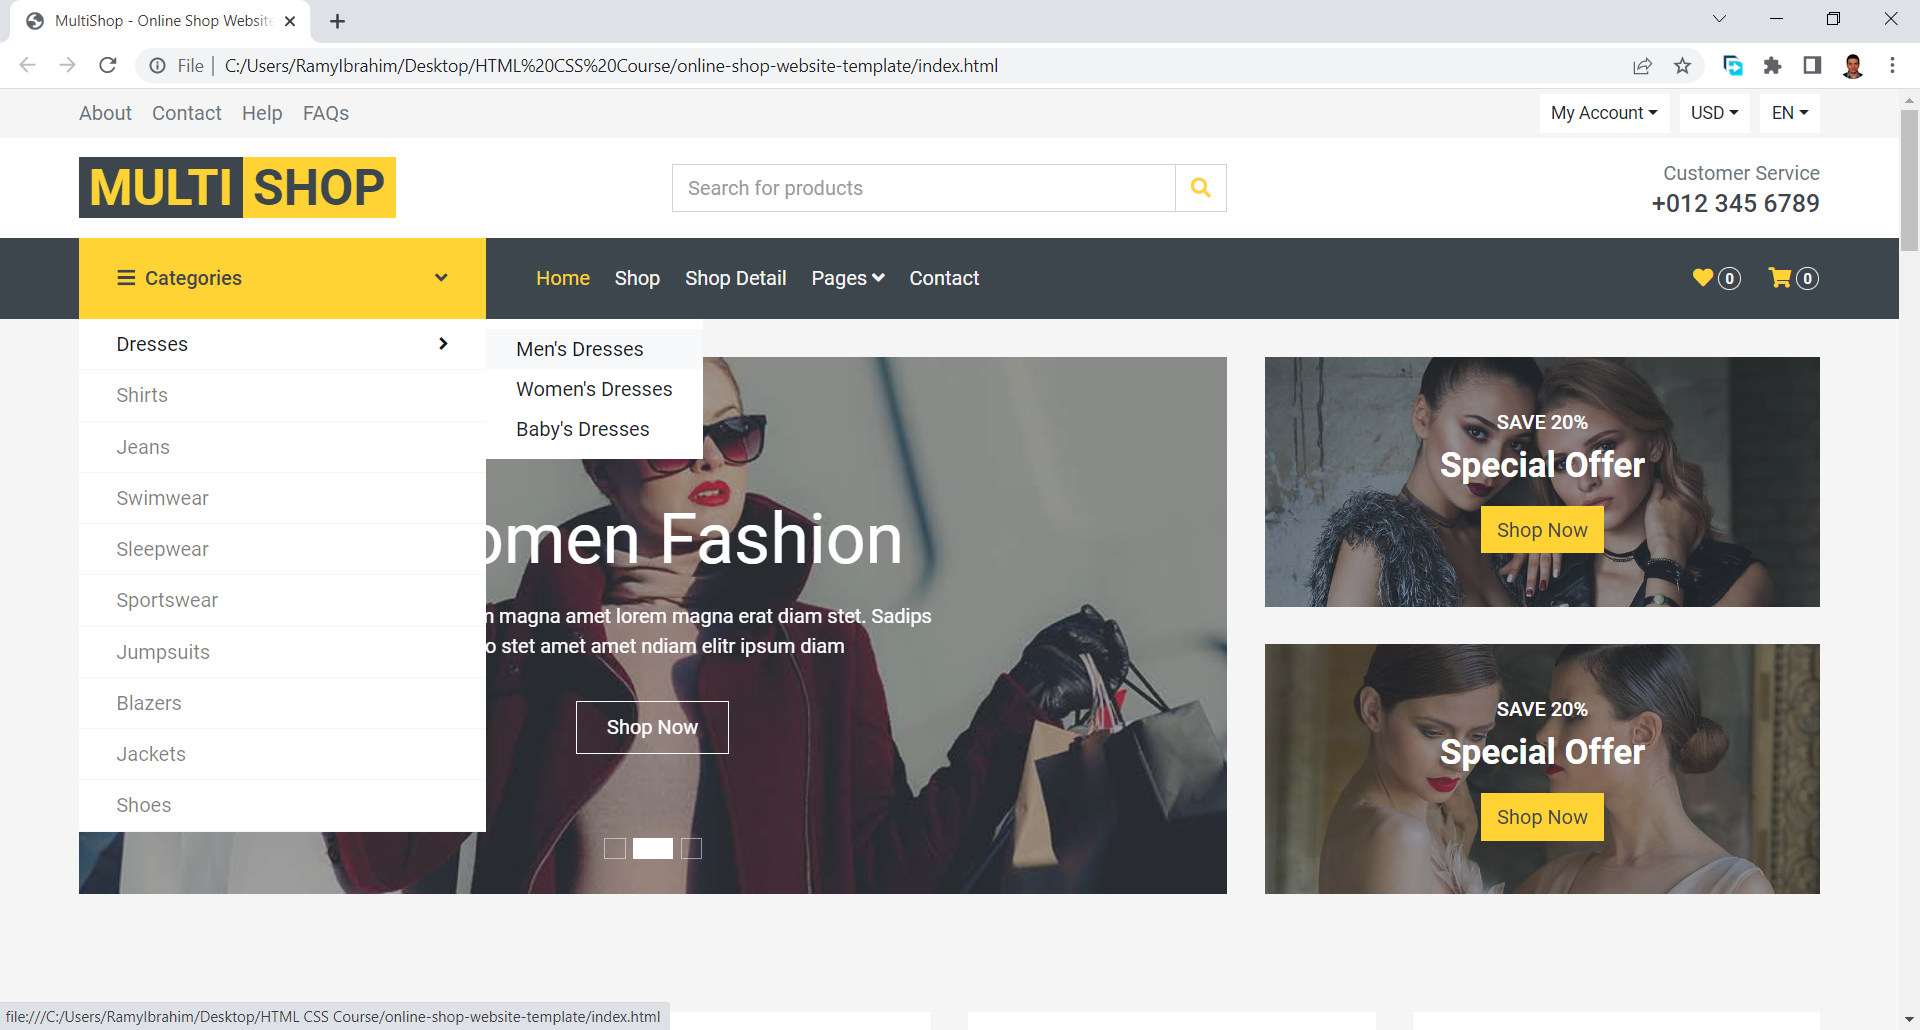 MultiShop - Online Shop Website
File | C:/Users/RamyIbrahim/Desktop/HTML%20CSS%20Course/online-shop-website-template/index.html
About Contact Help FAQs
My Account USD EN
MULTI SHOP
Search for products
Customer Service
+012 345 6789
Categories
Home Shop Shop Detail Pages Contact
0 0
Dresses
Shirts
Jeans
Swimwear
Sleepwear
Sportswear
Jumpsuits
Blazers
Jackets
Shoes
Men's Dresses
Women's Dresses
Baby's Dresses
omen Fashion
magna amet lorem magna erat diam stet. Sadips
o stet amet amet ndiam elitr ipsum diam
Shop Now
SAVE 20%
Special Offer
Shop Now
SAVE 20%
Special Offer
Shop Now
file:///C:/Users/RamyIbrahim/Desktop/HTML CSS Course/online-shop-website-template/index.html